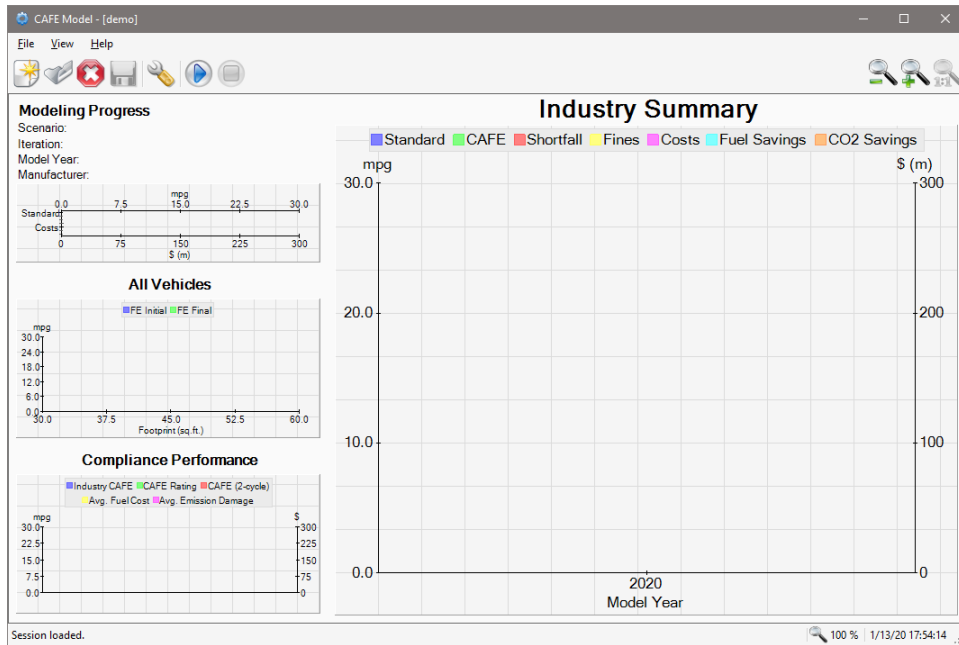 CAFE Model - [demo]
File View Help
1:1
Modeling Progress
Scenario:
Iteration:
Model Year:
Manufacturer:
mpg
0.0 7.5 15.0 22.5 30.0
Standard
Costs
0 75 150 225 300
$ (m)
All Vehicles
FE Initial FE Final
mpg
30.0
24.0
18.0
12.0
6.0
0.0
30.0 37.5 45.0 52.5 60.0
Footprint (sq.ft.)
Compliance Performance
Industry CAFE CAFE Rating CAFE (2-cycle)
Avg. Fuel Cost Avg. Emission Damage
mpg $
30.0 300
22.5 225
15.0 150
7.5 75
0.0 0
Industry Summary
Standard CAFE Shortfall Fines Costs Fuel Savings CO2 Savings
mpg $ (m)
30.0 300
20.0 200
10.0 100
0.0 0
2020
Model Year
Session loaded. 100 % 1/13/20 17:54:14